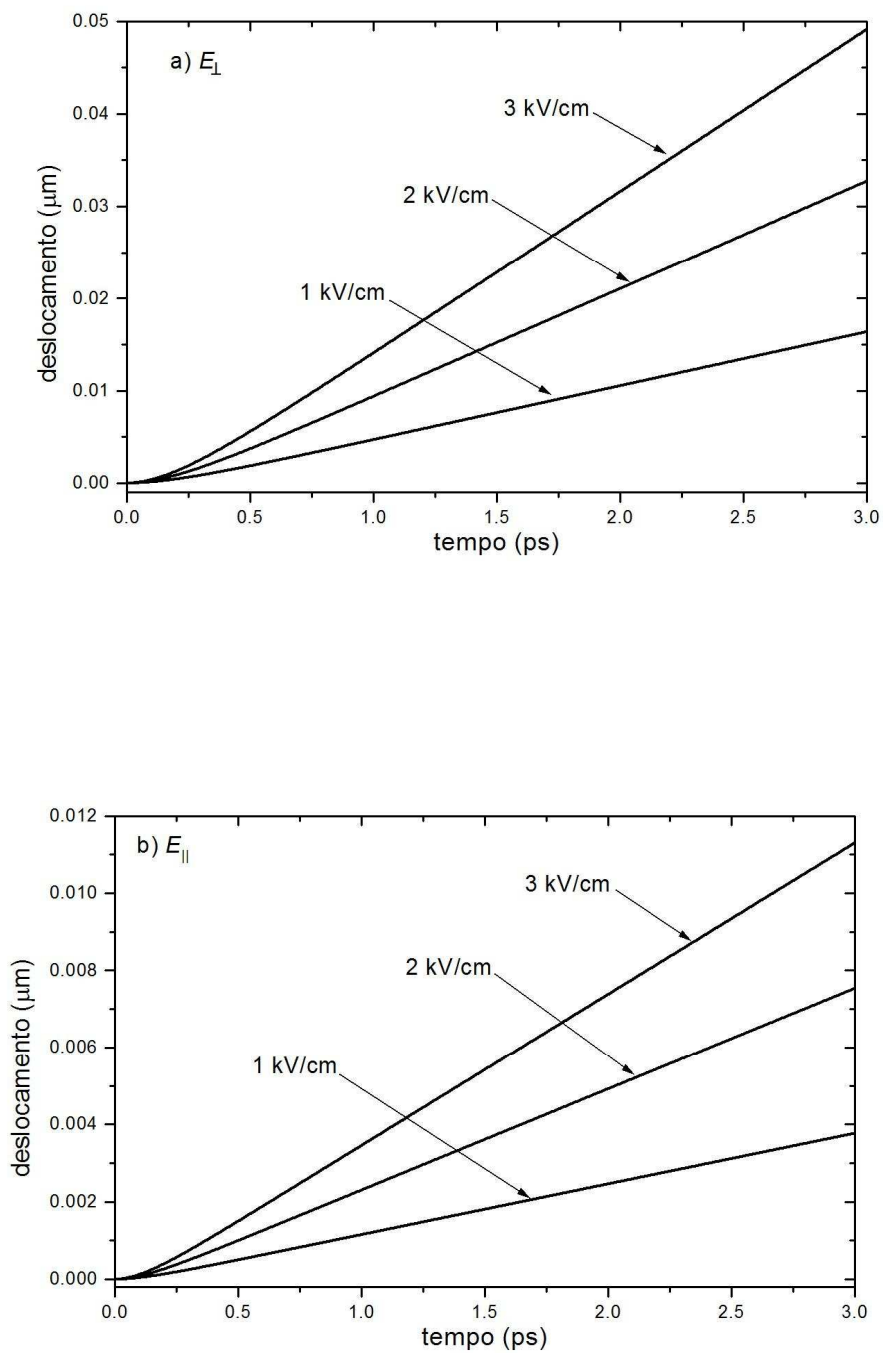 0.05
a) E⊥
3 kV/cm
0.04
2 kV/cm
0.03
1 kV/cm
0.02
0.01
0.00
deslocamento (μm)
0.0 0.5 1.0 1.5 2.0 2.5 3.0
tempo (ps)
0.012
b) E||
3 kV/cm
0.010
2 kV/cm
0.008
0.006
1 kV/cm
0.004
0.002
0.000
deslocamento (μm)
0.0 0.5 1.0 1.5 2.0 2.5 3.0
tempo (ps)